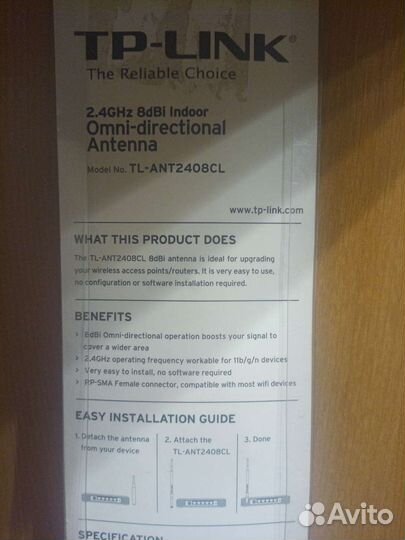 TP-LINK®
The Reliable Choice
2.4GHz 8dBi Indoor
Omni-directional
Antenna
Model No. TL-ANT2408CL
www.tp-link.com
WHAT THIS PRODUCT DOES
The TL-ANT2408CL 8dBi antenna is ideal for upgrading
your wireless access points/routers. It is very easy to use,
no configuration or software installation required.
BENEFITS
> 8dBi Omni-directional operation boosts your signal to
cover a wider area
> 2.4GHz operating frequency workable for 11b/g/n devices
> Very easy to install, no software required
> RP-SMA Female connector, compatible with most wifi devices
EASY INSTALLATION GUIDE
1. Detach the antenna
from your device
2. Attach the
TL-ANT2408CL
3. Done
SPECIFICATION
Avito